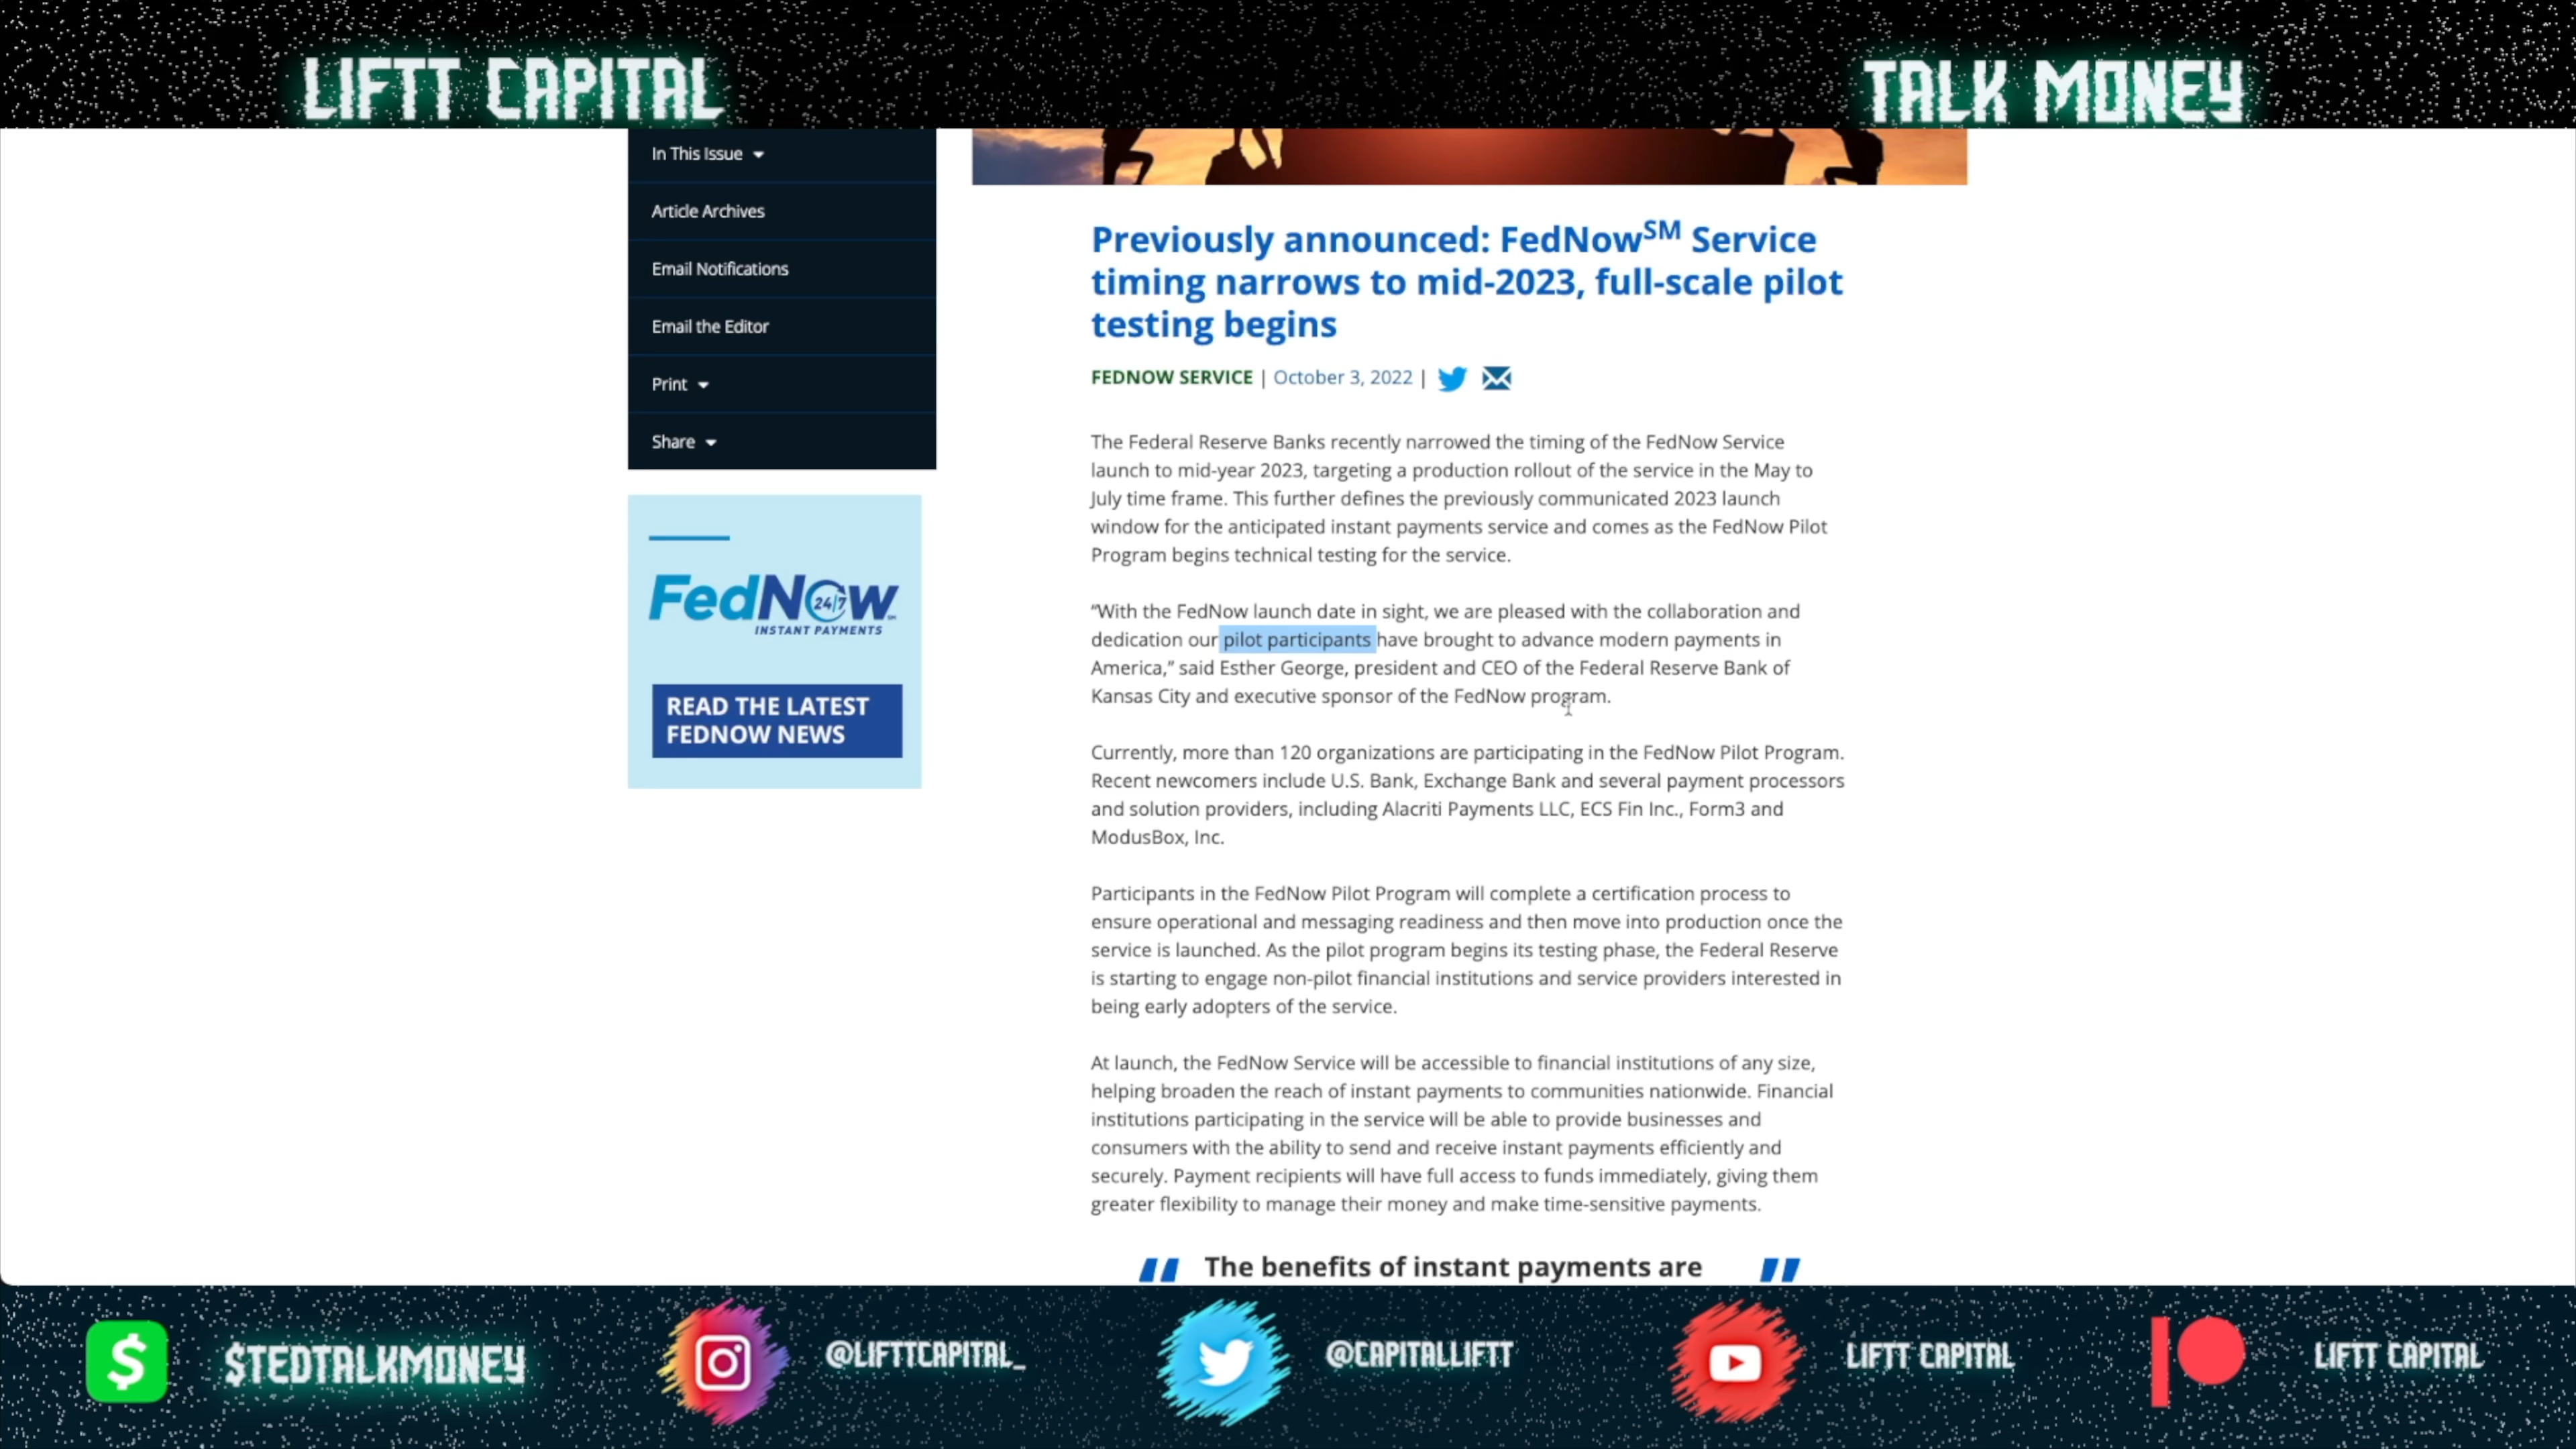 LIFTT CAPITAL
TALK MONEY
In This Issue
Article Archives
Email Notifications
Email the Editor
Print
Share
FedNow℠
24/7
INSTANT PAYMENTS
READ THE LATEST
FEDNOW NEWS
Previously announced: FedNow℠ Service
timing narrows to mid-2023, full-scale pilot
testing begins
FEDNOW SERVICE | October 3, 2022 |
The Federal Reserve Banks recently narrowed the timing of the FedNow Service
launch to mid-year 2023, targeting a production rollout of the service in the May to
July time frame. This further defines the previously communicated 2023 launch
window for the anticipated instant payments service and comes as the FedNow Pilot
Program begins technical testing for the service.
“With the FedNow launch date in sight, we are pleased with the collaboration and
dedication our pilot participants have brought to advance modern payments in
America,” said Esther George, president and CEO of the Federal Reserve Bank of
Kansas City and executive sponsor of the FedNow program.
Currently, more than 120 organizations are participating in the FedNow Pilot Program.
Recent newcomers include U.S. Bank, Exchange Bank and several payment processors
and solution providers, including Alacriti Payments LLC, ECS Fin Inc., Form3 and
ModusBox, Inc.
Participants in the FedNow Pilot Program will complete a certification process to
ensure operational and messaging readiness and then move into production once the
service is launched. As the pilot program begins its testing phase, the Federal Reserve
is starting to engage non-pilot financial institutions and service providers interested in
being early adopters of the service.
At launch, the FedNow Service will be accessible to financial institutions of any size,
helping broaden the reach of instant payments to communities nationwide. Financial
institutions participating in the service will be able to provide businesses and
consumers with the ability to send and receive instant payments efficiently and
securely. Payment recipients will have full access to funds immediately, giving them
greater flexibility to manage their money and make time-sensitive payments.
" The benefits of instant payments are "
$
$TEDTALKMONEY
@LIFTTCAPITAL_
@CAPITALLIFTT
LIFTT CAPITAL
LIFTT CAPITAL